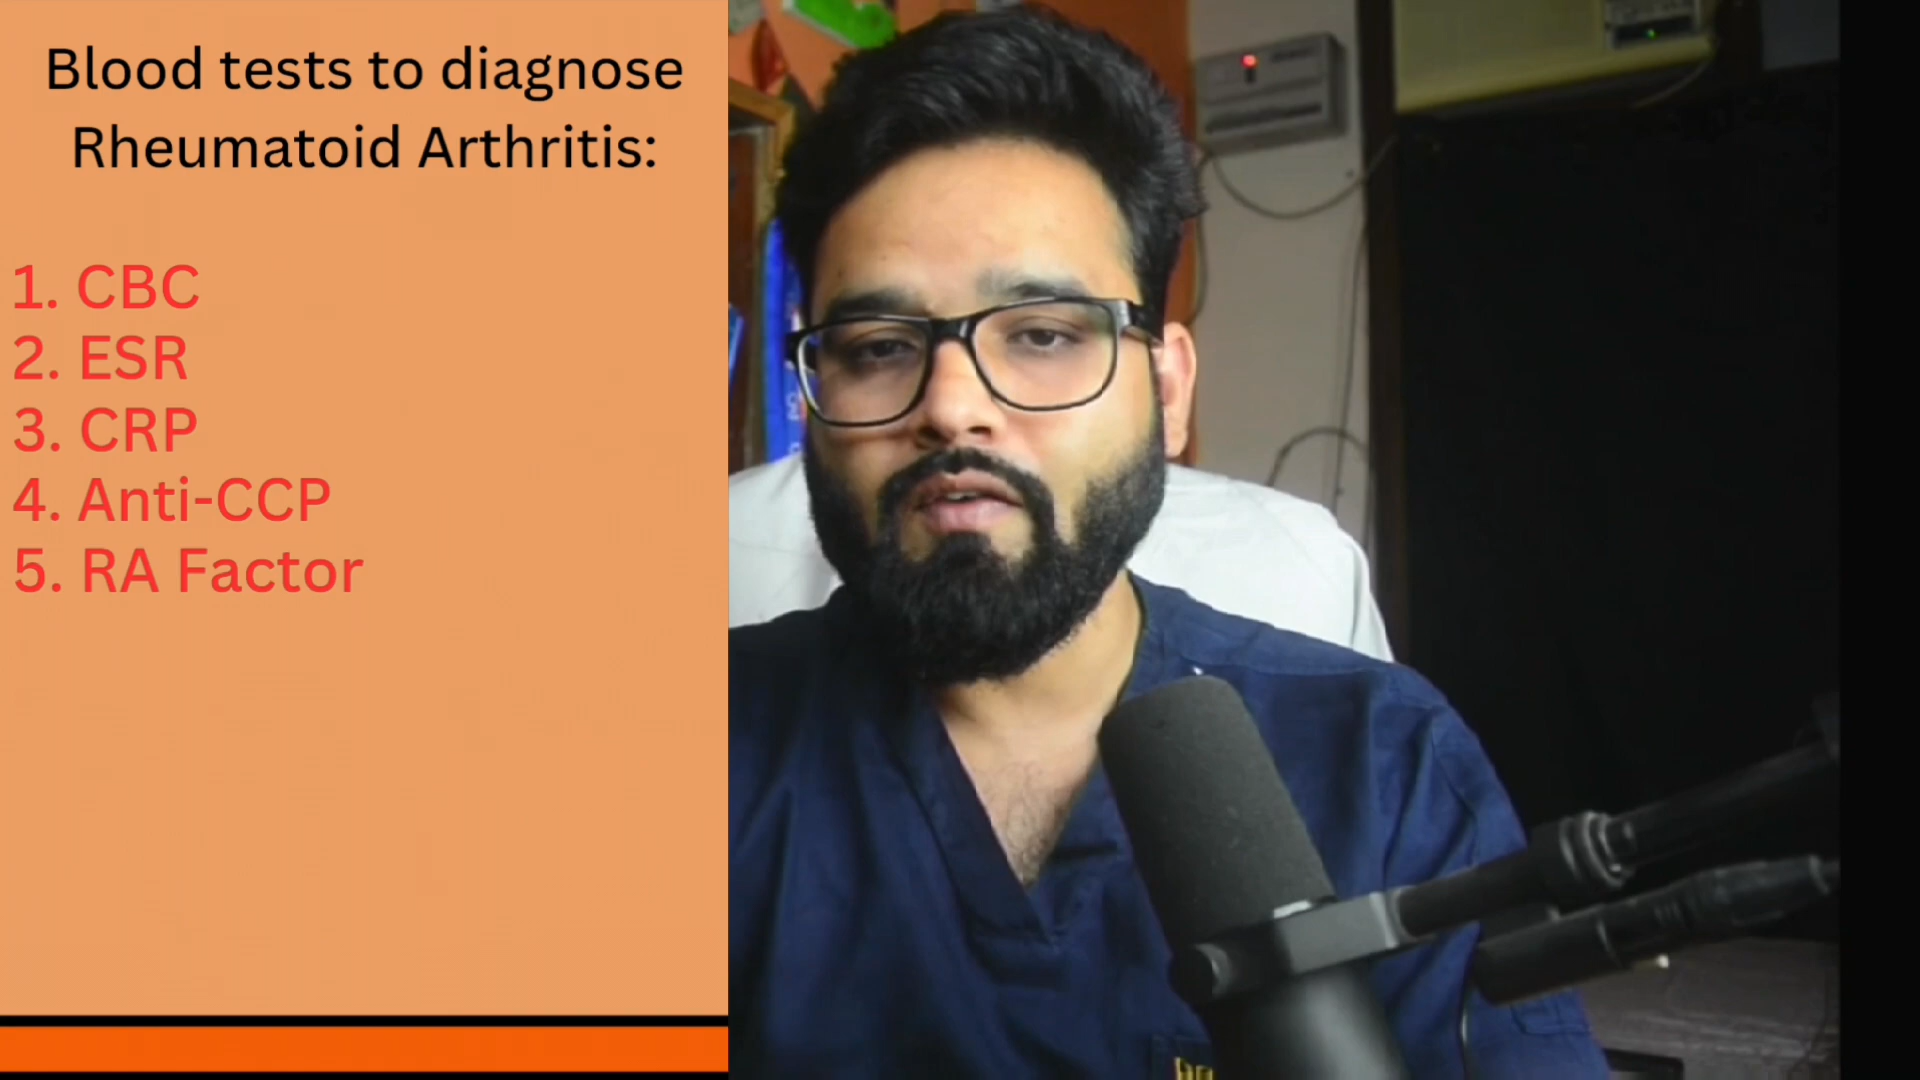 Blood tests to diagnose
Rheumatoid Arthritis:
1. CBC
2. ESR
3. CRP
4. Anti-CCP
5. RA Factor